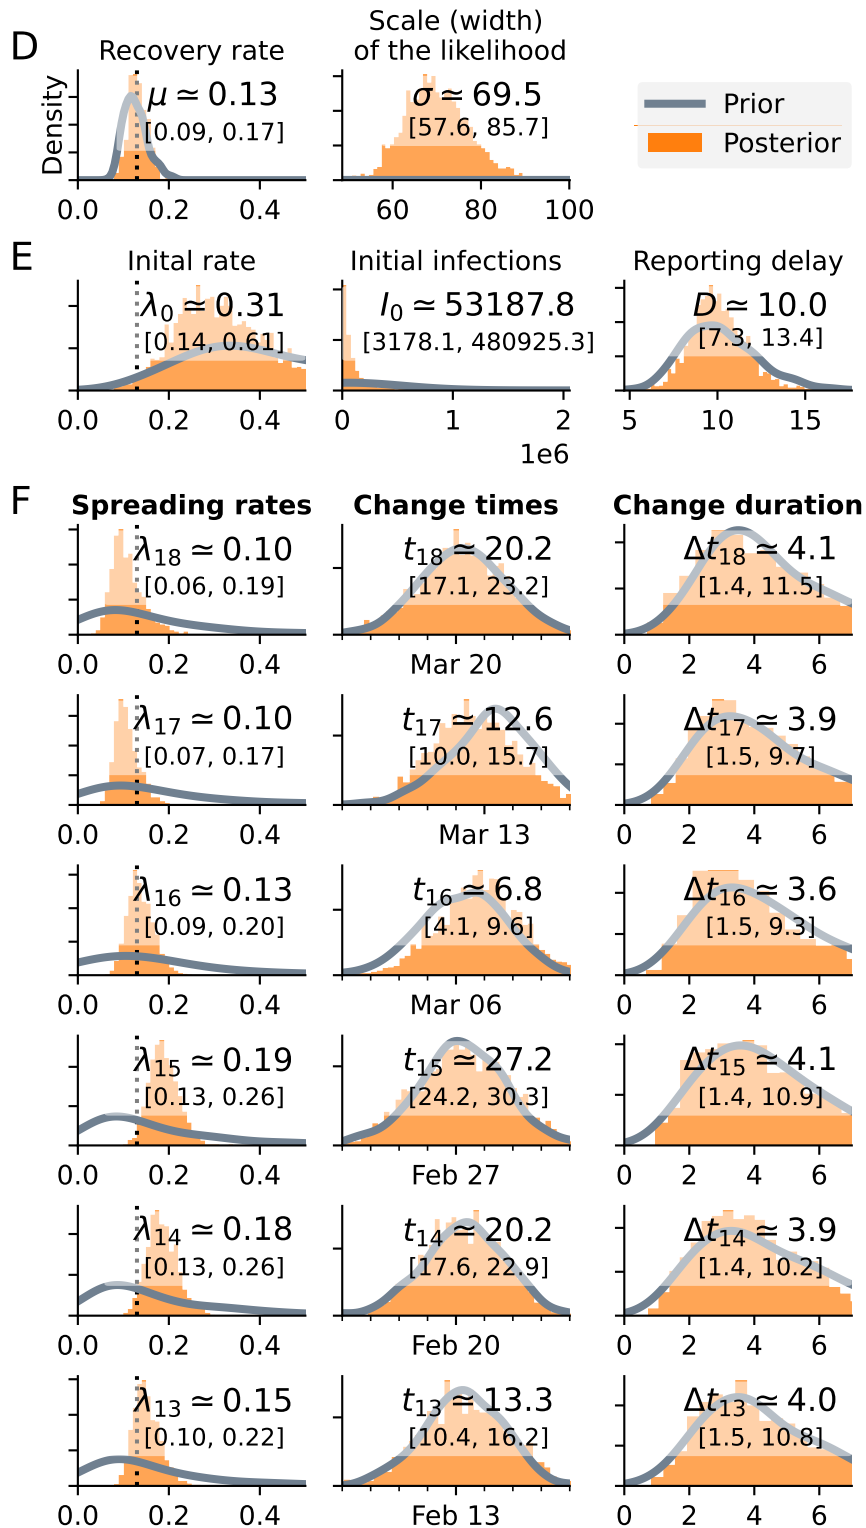 D
Recovery rate
Scale (width)
of the likelihood
Density
μ ≃ 0.13
[0.09, 0.17]
0.0 0.2 0.4
σ ≃ 69.5
[57.6, 85.7]
60 80 100
Prior
Posterior
E
Inital rate
λ0 ≃ 0.31
[0.14, 0.61]
0.0 0.2 0.4
Initial infections
I0 ≃ 53187.8
[3178.1, 480925.3]
0 1 2
1e6
Reporting delay
D ≃ 10.0
[7.3, 13.4]
5 10 15
F
Spreading rates
Change times
Change duration
λ18 ≃ 0.10
[0.06, 0.19]
0.0 0.2 0.4
t18 ≃ 20.2
[17.1, 23.2]
Mar 20
Δt18 ≃ 4.1
[1.4, 11.5]
0 2 4 6
λ17 ≃ 0.10
[0.07, 0.17]
0.0 0.2 0.4
t17 ≃ 12.6
[10.0, 15.7]
Mar 13
Δt17 ≃ 3.9
[1.5, 9.7]
0 2 4 6
λ16 ≃ 0.13
[0.09, 0.20]
0.0 0.2 0.4
t16 ≃ 6.8
[4.1, 9.6]
Mar 06
Δt16 ≃ 3.6
[1.5, 9.3]
0 2 4 6
λ15 ≃ 0.19
[0.13, 0.26]
0.0 0.2 0.4
t15 ≃ 27.2
[24.2, 30.3]
Feb 27
Δt15 ≃ 4.1
[1.4, 10.9]
0 2 4 6
λ14 ≃ 0.18
[0.13, 0.26]
0.0 0.2 0.4
t14 ≃ 20.2
[17.6, 22.9]
Feb 20
Δt14 ≃ 3.9
[1.4, 10.2]
0 2 4 6
λ13 ≃ 0.15
[0.10, 0.22]
0.0 0.2 0.4
t13 ≃ 13.3
[10.4, 16.2]
Feb 13
Δt13 ≃ 4.0
[1.5, 10.8]
0 2 4 6